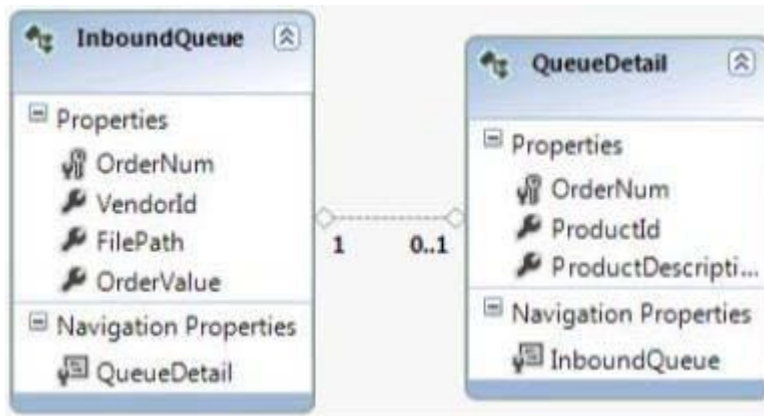 InboundQueue
Properties
OrderNum
VendorId
FilePath
OrderValue
Navigation Properties
QueueDetail
1
0..1
QueueDetail
Properties
OrderNum
ProductId
ProductDescripti...
Navigation Properties
InboundQueue